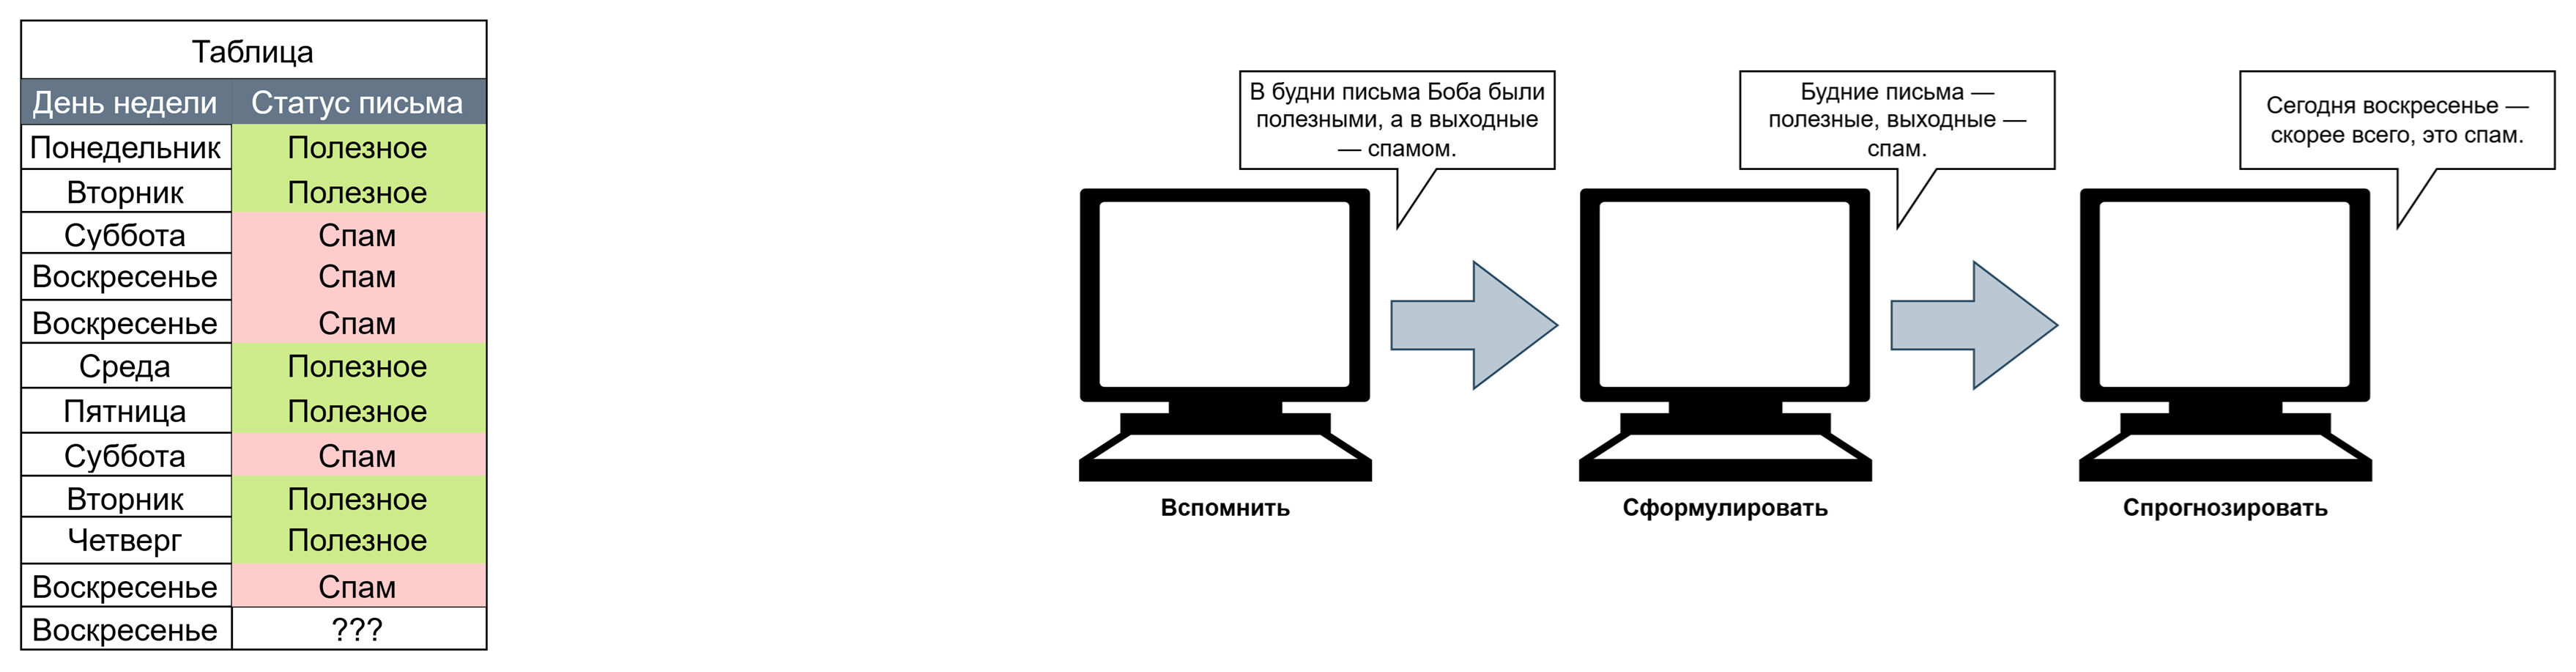 Таблица
День недели Статус письма
Понедельник Полезное
Вторник Полезное
Суббота Спам
Воскресенье Спам
Воскресенье Спам
Среда Полезное
Пятница Полезное
Суббота Спам
Вторник Полезное
Четверг Полезное
Воскресенье Спам
Воскресенье ???
В будни письма Боба были
полезными, а в выходные
— спамом.
Вспомнить
Будние письма —
полезные, выходные —
спам.
Сформулировать
Сегодня воскресенье —
скорее всего, это спам.
Спрогнозировать